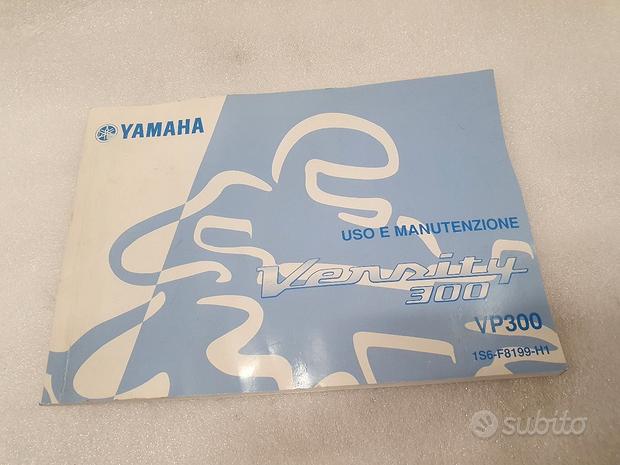 YAMAHA
USO E MANUTENZIONE
Versity
300
VP300
1S6-F8199-H1
subito